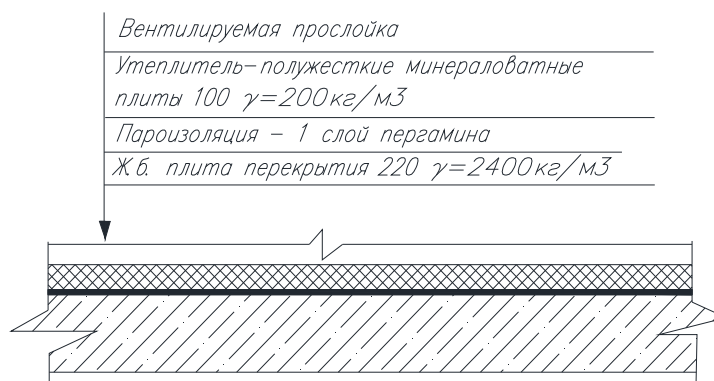 Вентилируемая прослойка
Утеплитель-полужесткие минераловатные
плиты 100 γ=200кг/м3
Пароизоляция - 1 слой пергамина
Ж.б. плита перекрытия 220 γ=2400кг/м3